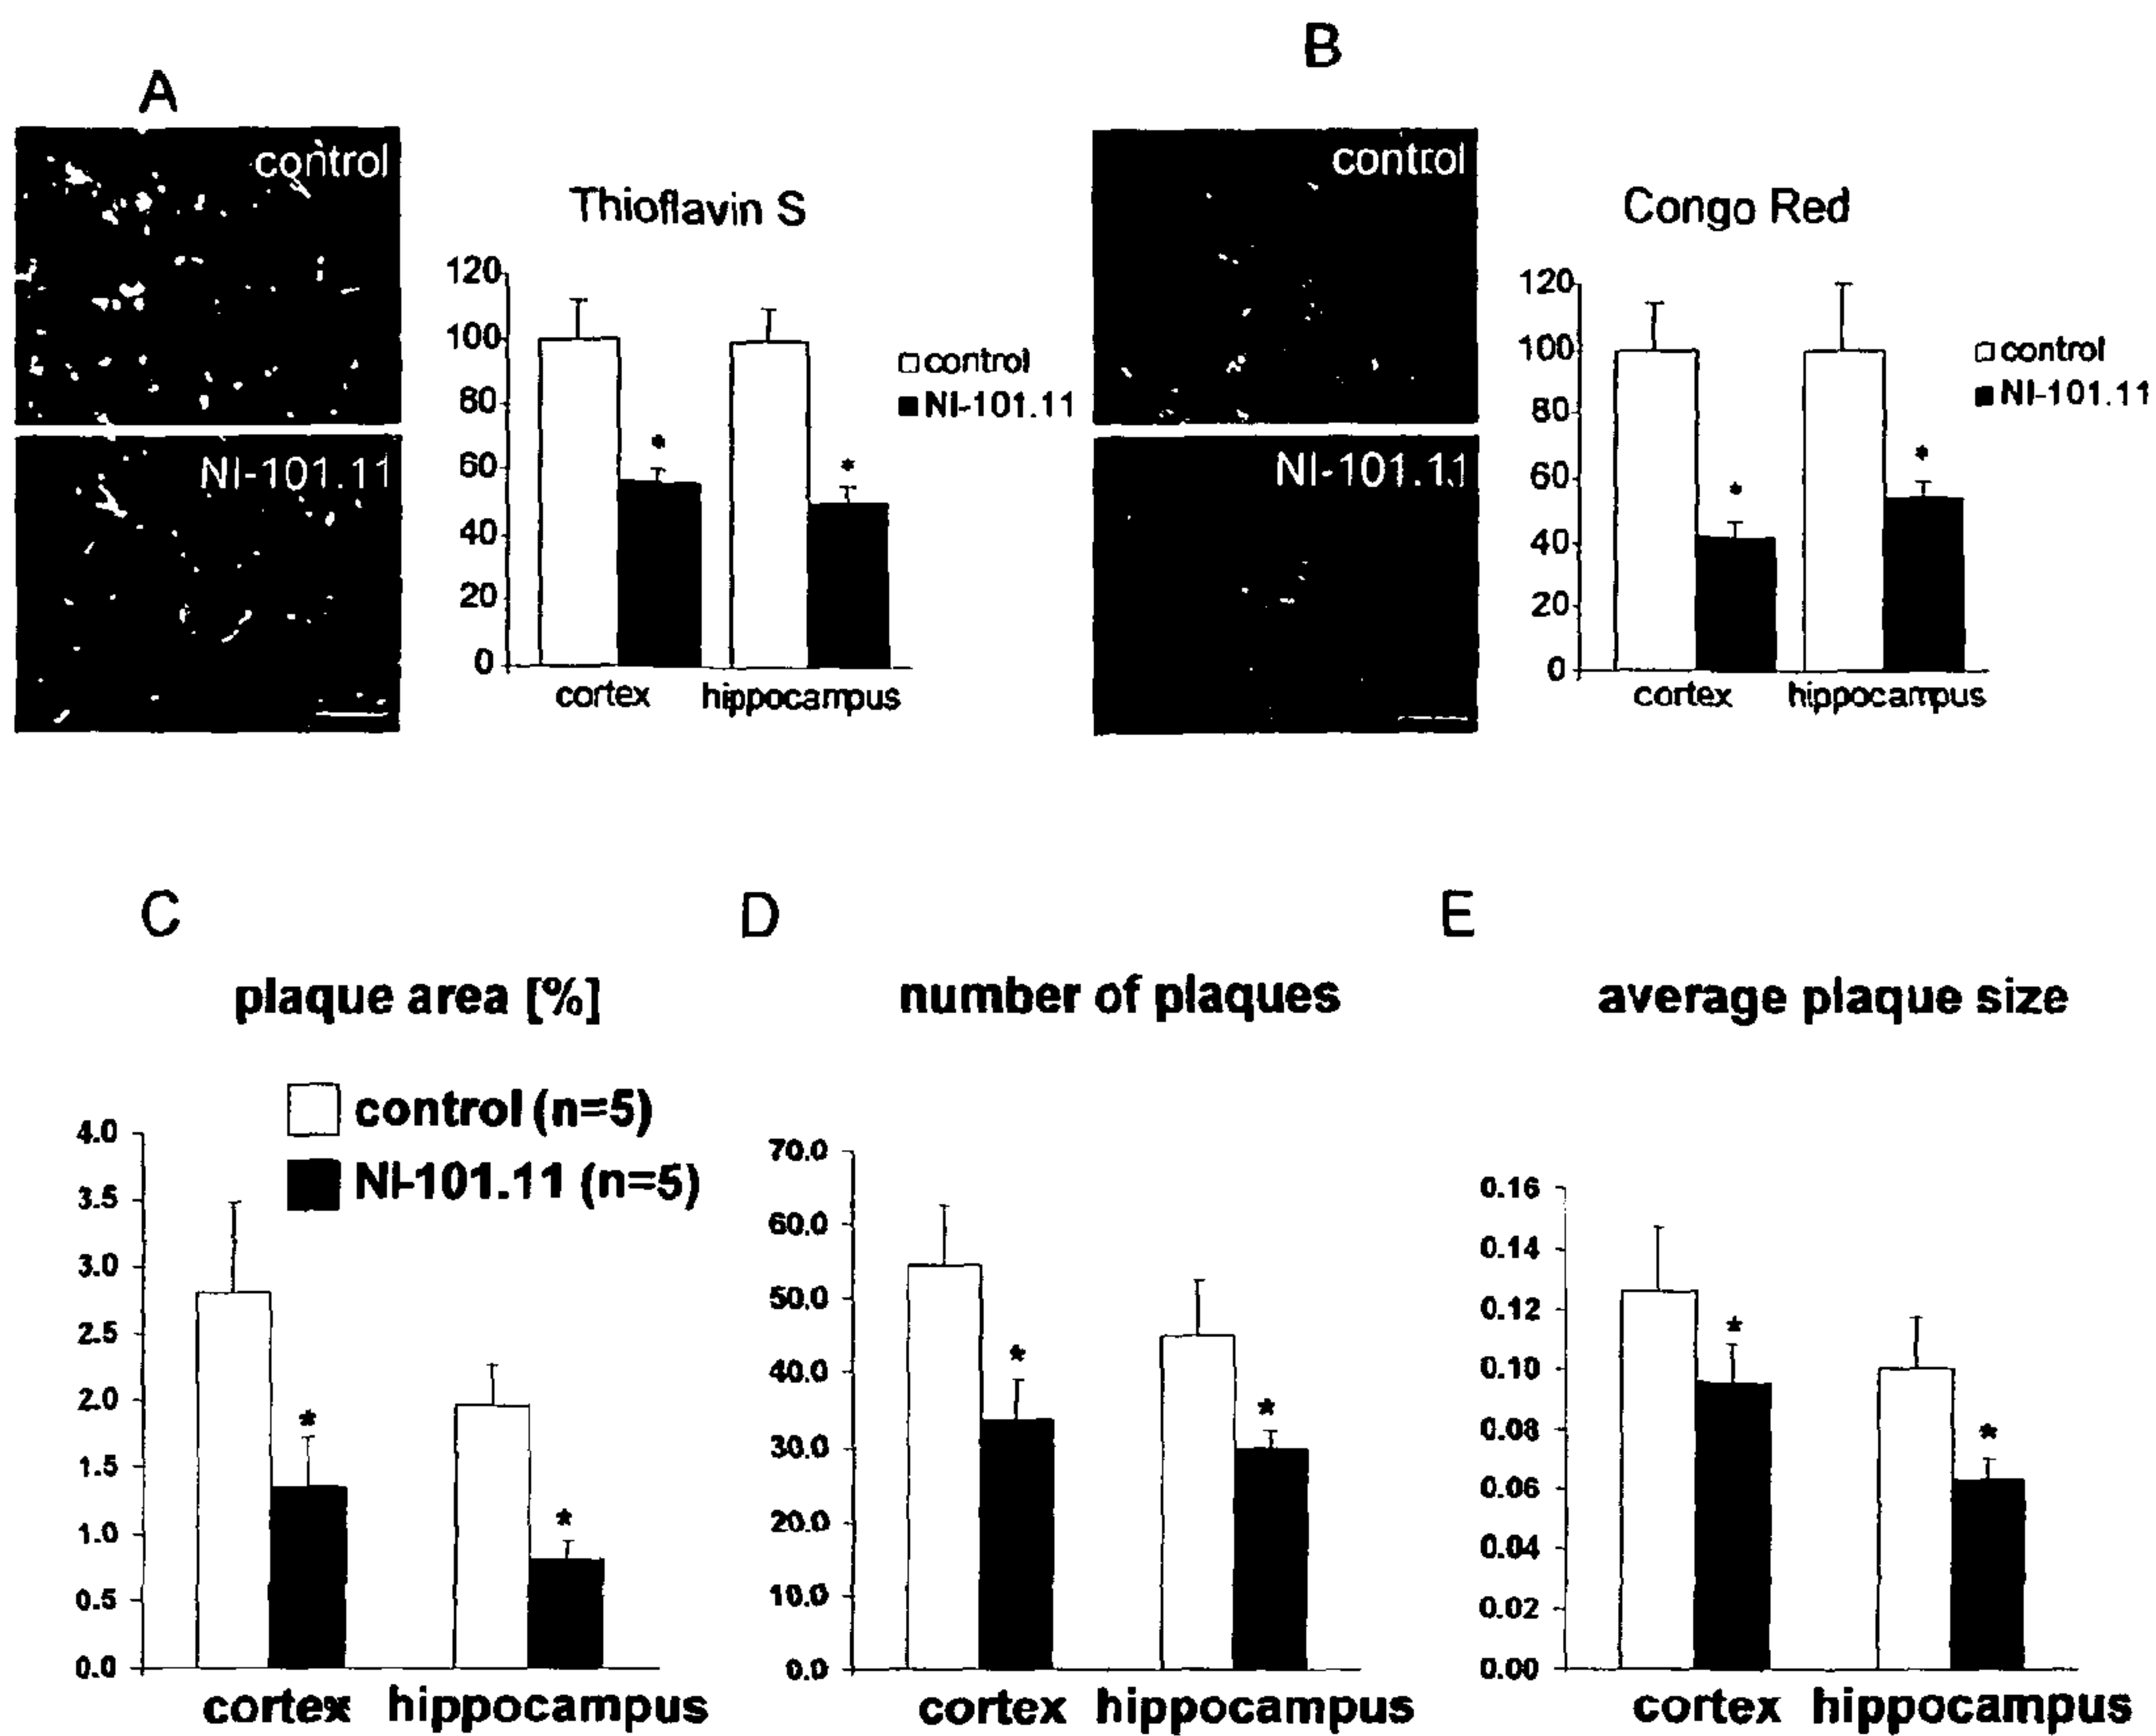 A
B
control
Thioflavin S
120
100
80
60
40
20
0
*
*
cortex
hippocampus
control
NI-101.11
NI-101.11
control
Congo Red
120
100
80
60
40
20
0
*
*
cortex
hippocampus
control
NI-101.11
NI-101.11
C
plaque area [%]
control (n=5)
NI-101.11 (n=5)
4.0
3.5
3.0
2.5
2.0
1.5
1.0
0.5
0.0
*
*
cortex
hippocampus
D
number of plaques
70.0
60.0
50.0
40.0
30.0
20.0
10.0
0.0
*
*
cortex
hippocampus
E
average plaque size
0.16
0.14
0.12
0.10
0.08
0.06
0.04
0.02
0.00
*
*
cortex
hippocampus